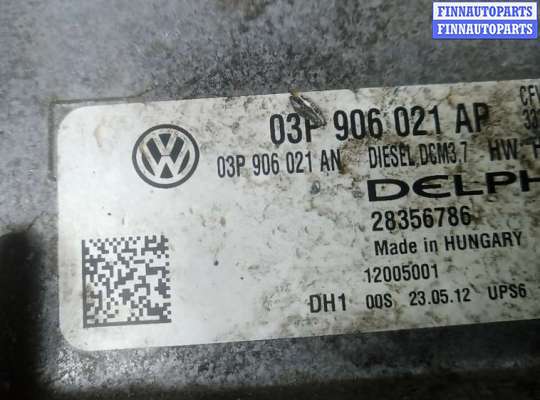 FINNAUTOPARTS
FINNAUTOPARTS
03P 906 021 AP
03P 906 021 AN DIESEL,DCM3.7 HW
DELPH
28356786
Made in HUNGARY
12005001
DH1 00S 23.05.12 UPS6